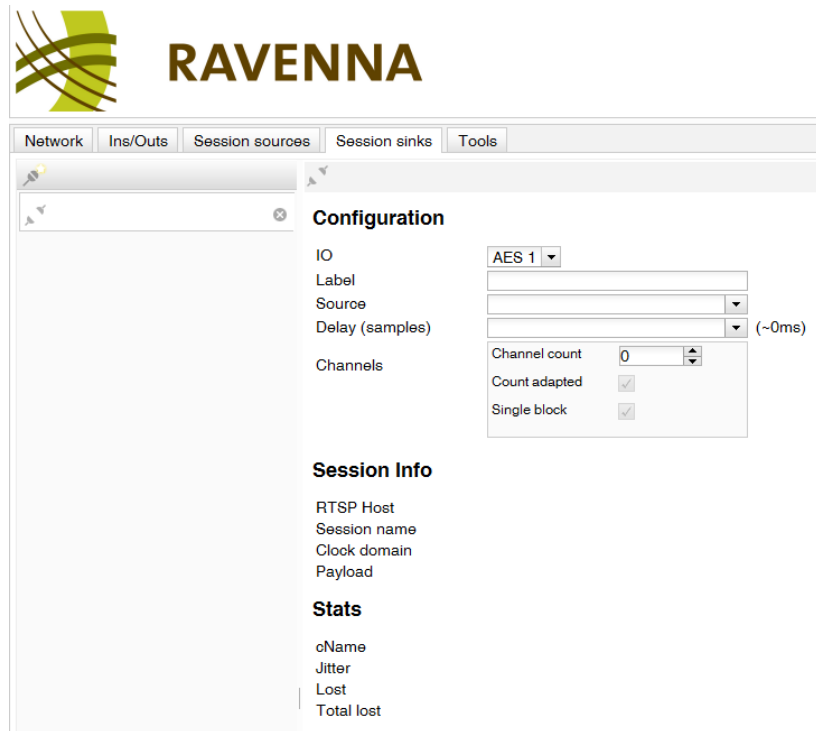 RAVENNA
Network Ins/Outs Session sources Session sinks Tools
Configuration
IO AES 1
Label
Source
Delay (samples) (~0ms)
Channels
Channel count 0
Count adapted
Single block
Session Info
RTSP Host
Session name
Clock domain
Payload
Stats
cName
Jitter
Lost
Total lost